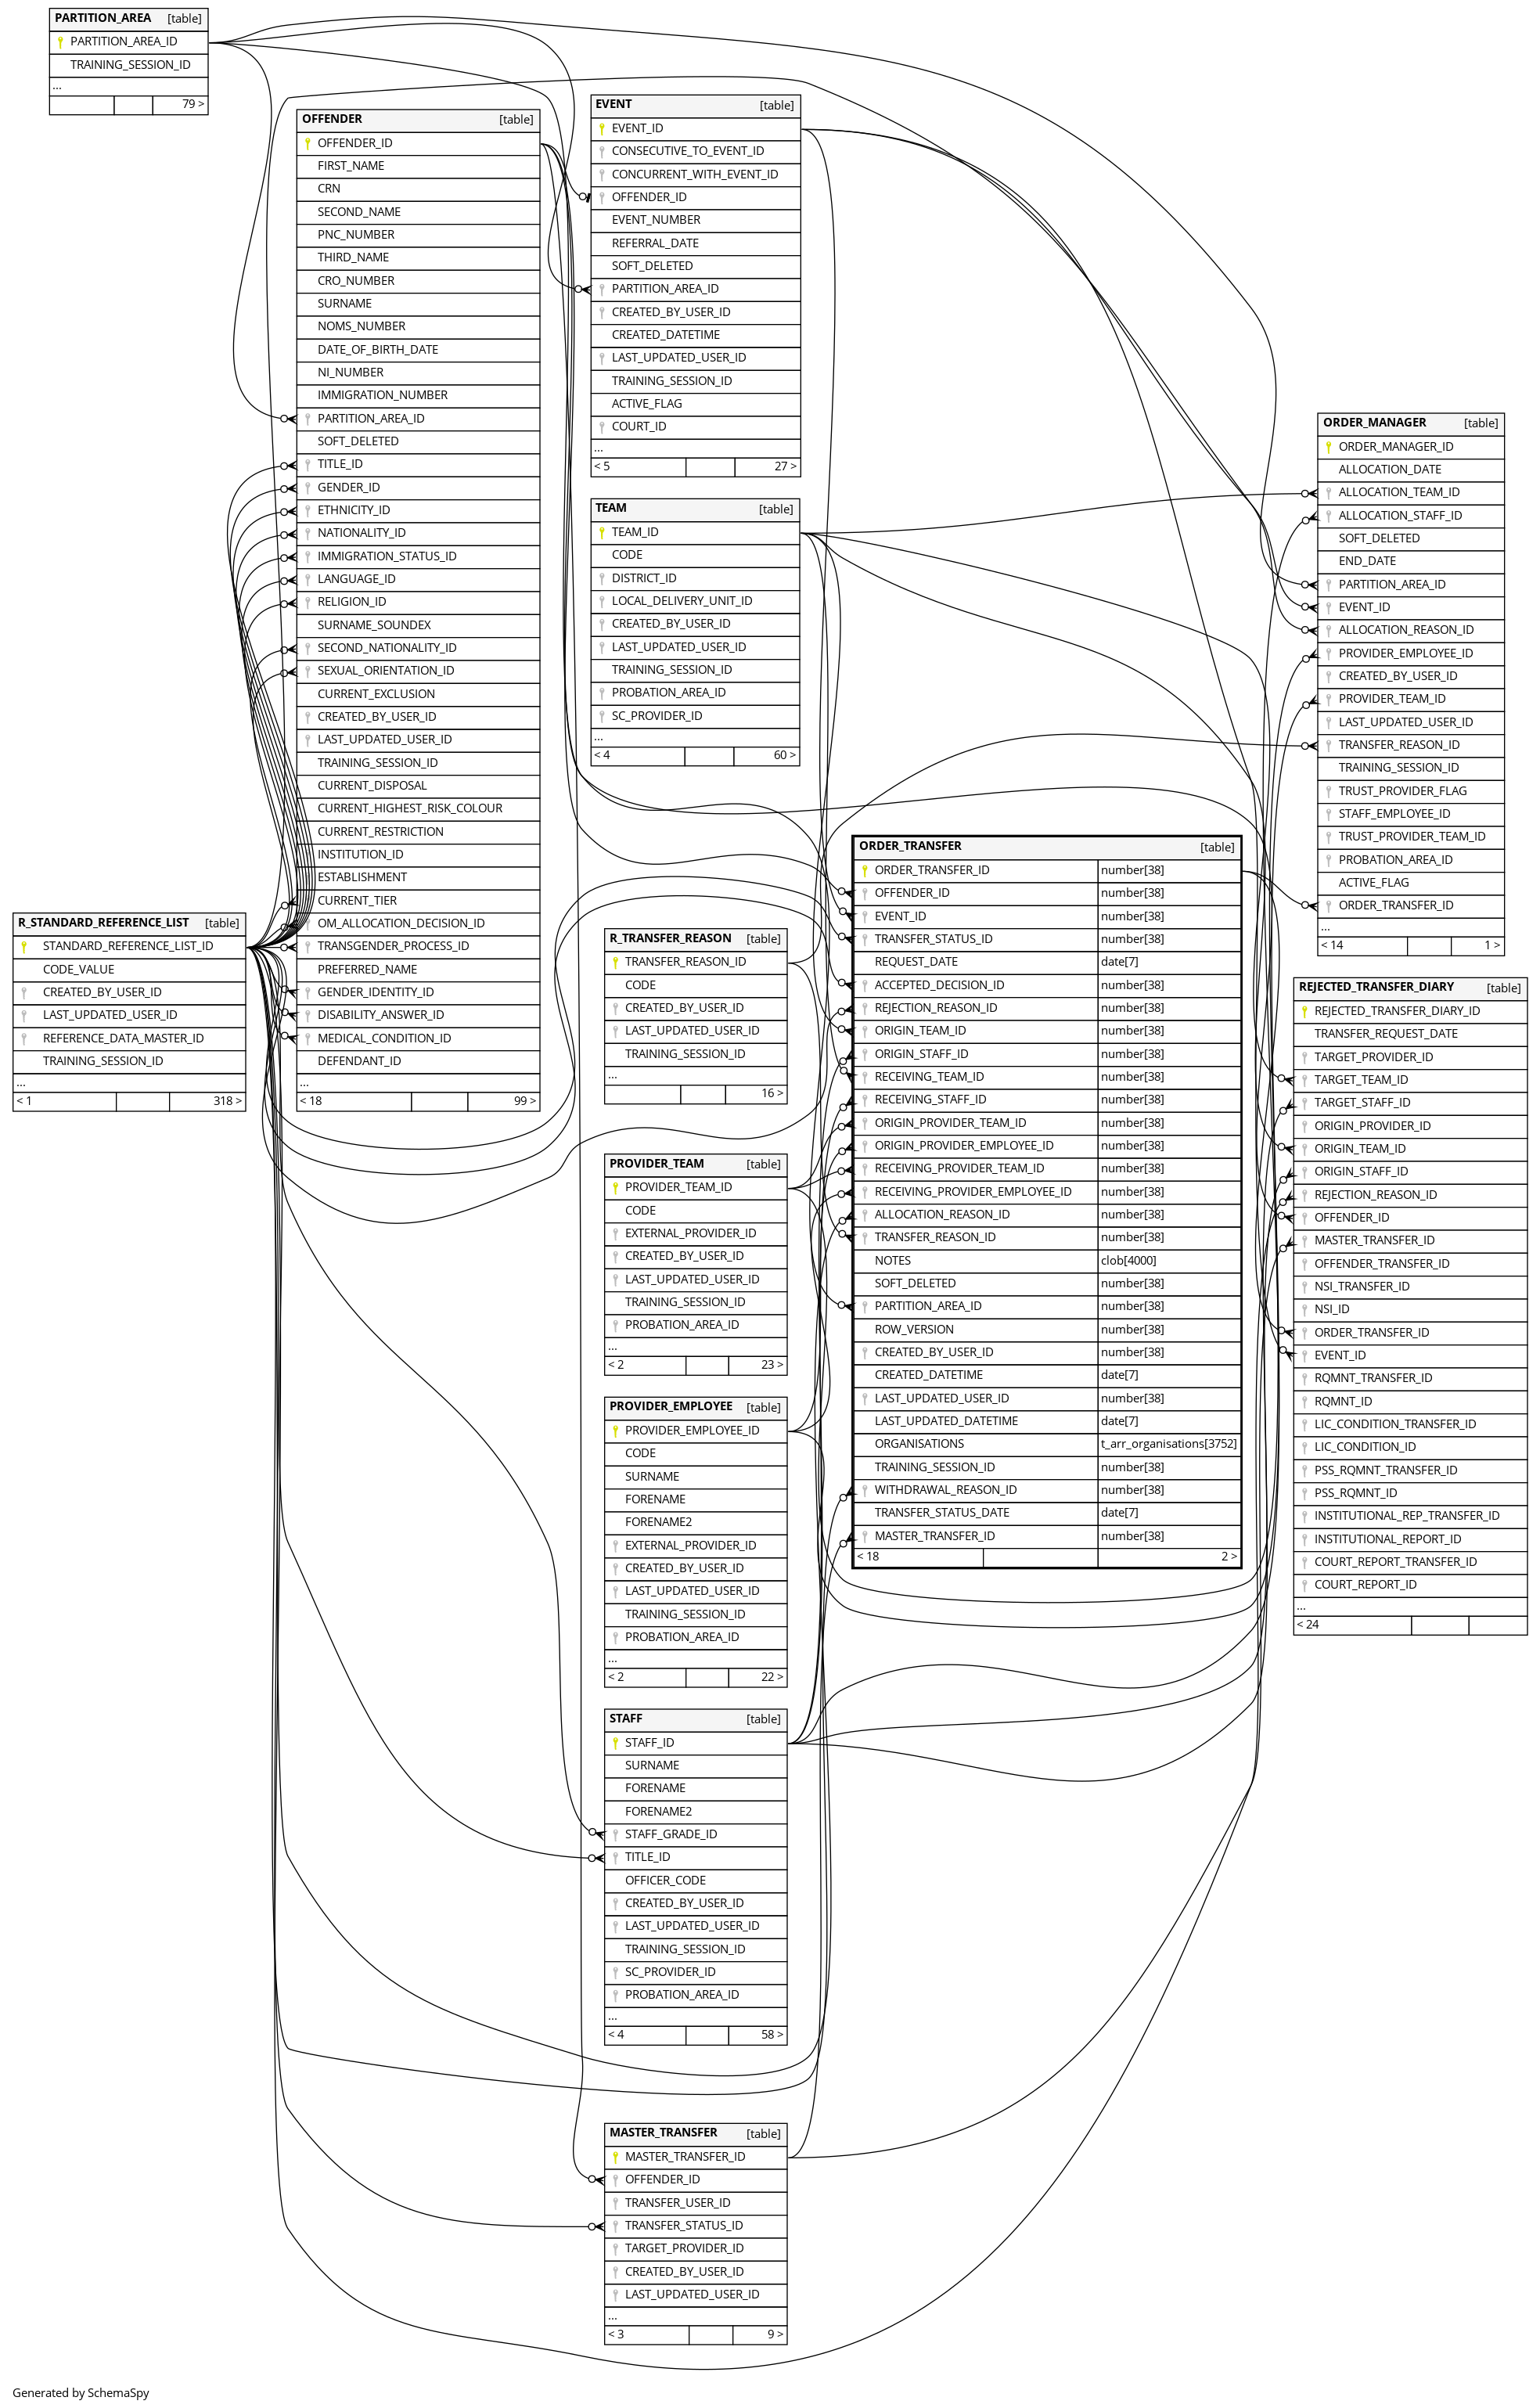 PARTITION_AREA [table]
PARTITION_AREA_ID
TRAINING_SESSION_ID
...
79 >
OFFENDER [table]
OFFENDER_ID
FIRST_NAME
CRN
SECOND_NAME
PNC_NUMBER
THIRD_NAME
CRO_NUMBER
SURNAME
NOMS_NUMBER
DATE_OF_BIRTH_DATE
NI_NUMBER
IMMIGRATION_NUMBER
PARTITION_AREA_ID
SOFT_DELETED
TITLE_ID
GENDER_ID
ETHNICITY_ID
NATIONALITY_ID
IMMIGRATION_STATUS_ID
LANGUAGE_ID
RELIGION_ID
SURNAME_SOUNDEX
SECOND_NATIONALITY_ID
SEXUAL_ORIENTATION_ID
CURRENT_EXCLUSION
CREATED_BY_USER_ID
LAST_UPDATED_USER_ID
TRAINING_SESSION_ID
CURRENT_DISPOSAL
CURRENT_HIGHEST_RISK_COLOUR
CURRENT_RESTRICTION
INSTITUTION_ID
ESTABLISHMENT
CURRENT_TIER
OM_ALLOCATION_DECISION_ID
TRANSGENDER_PROCESS_ID
PREFERRED_NAME
GENDER_IDENTITY_ID
DISABILITY_ANSWER_ID
MEDICAL_CONDITION_ID
DEFENDANT_ID
...
< 18 99 >
R_STANDARD_REFERENCE_LIST [table]
STANDARD_REFERENCE_LIST_ID
CODE_VALUE
CREATED_BY_USER_ID
LAST_UPDATED_USER_ID
REFERENCE_DATA_MASTER_ID
TRAINING_SESSION_ID
...
< 1 318 >
EVENT [table]
EVENT_ID
CONSECUTIVE_TO_EVENT_ID
CONCURRENT_WITH_EVENT_ID
OFFENDER_ID
EVENT_NUMBER
REFERRAL_DATE
SOFT_DELETED
PARTITION_AREA_ID
CREATED_BY_USER_ID
CREATED_DATETIME
LAST_UPDATED_USER_ID
TRAINING_SESSION_ID
ACTIVE_FLAG
COURT_ID
...
< 5 27 >
TEAM [table]
TEAM_ID
CODE
DISTRICT_ID
LOCAL_DELIVERY_UNIT_ID
CREATED_BY_USER_ID
LAST_UPDATED_USER_ID
TRAINING_SESSION_ID
PROBATION_AREA_ID
SC_PROVIDER_ID
...
< 4 60 >
R_TRANSFER_REASON [table]
TRANSFER_REASON_ID
CODE
CREATED_BY_USER_ID
LAST_UPDATED_USER_ID
TRAINING_SESSION_ID
...
16 >
PROVIDER_TEAM [table]
PROVIDER_TEAM_ID
CODE
EXTERNAL_PROVIDER_ID
CREATED_BY_USER_ID
LAST_UPDATED_USER_ID
TRAINING_SESSION_ID
PROBATION_AREA_ID
...
< 2 23 >
PROVIDER_EMPLOYEE [table]
PROVIDER_EMPLOYEE_ID
CODE
SURNAME
FORENAME
FORENAME2
EXTERNAL_PROVIDER_ID
CREATED_BY_USER_ID
LAST_UPDATED_USER_ID
TRAINING_SESSION_ID
PROBATION_AREA_ID
...
< 2 22 >
STAFF [table]
STAFF_ID
SURNAME
FORENAME
FORENAME2
STAFF_GRADE_ID
TITLE_ID
OFFICER_CODE
CREATED_BY_USER_ID
LAST_UPDATED_USER_ID
TRAINING_SESSION_ID
SC_PROVIDER_ID
PROBATION_AREA_ID
...
< 4 58 >
MASTER_TRANSFER [table]
MASTER_TRANSFER_ID
OFFENDER_ID
TRANSFER_USER_ID
TRANSFER_STATUS_ID
TARGET_PROVIDER_ID
CREATED_BY_USER_ID
LAST_UPDATED_USER_ID
...
< 3 9 >
ORDER_TRANSFER [table]
ORDER_TRANSFER_ID number[38]
OFFENDER_ID number[38]
EVENT_ID number[38]
TRANSFER_STATUS_ID number[38]
REQUEST_DATE date[7]
ACCEPTED_DECISION_ID number[38]
REJECTION_REASON_ID number[38]
ORIGIN_TEAM_ID number[38]
ORIGIN_STAFF_ID number[38]
RECEIVING_TEAM_ID number[38]
RECEIVING_STAFF_ID number[38]
ORIGIN_PROVIDER_TEAM_ID number[38]
ORIGIN_PROVIDER_EMPLOYEE_ID number[38]
RECEIVING_PROVIDER_TEAM_ID number[38]
RECEIVING_PROVIDER_EMPLOYEE_ID number[38]
ALLOCATION_REASON_ID number[38]
TRANSFER_REASON_ID number[38]
NOTES clob[4000]
SOFT_DELETED number[38]
PARTITION_AREA_ID number[38]
ROW_VERSION number[38]
CREATED_BY_USER_ID number[38]
CREATED_DATETIME date[7]
LAST_UPDATED_USER_ID number[38]
LAST_UPDATED_DATETIME date[7]
ORGANISATIONS t_arr_organisations[3752]
TRAINING_SESSION_ID number[38]
WITHDRAWAL_REASON_ID number[38]
TRANSFER_STATUS_DATE date[7]
MASTER_TRANSFER_ID number[38]
< 18 2 >
ORDER_MANAGER [table]
ORDER_MANAGER_ID
ALLOCATION_DATE
ALLOCATION_TEAM_ID
ALLOCATION_STAFF_ID
SOFT_DELETED
END_DATE
PARTITION_AREA_ID
EVENT_ID
ALLOCATION_REASON_ID
PROVIDER_EMPLOYEE_ID
CREATED_BY_USER_ID
PROVIDER_TEAM_ID
LAST_UPDATED_USER_ID
TRANSFER_REASON_ID
TRAINING_SESSION_ID
TRUST_PROVIDER_FLAG
STAFF_EMPLOYEE_ID
TRUST_PROVIDER_TEAM_ID
PROBATION_AREA_ID
ACTIVE_FLAG
ORDER_TRANSFER_ID
...
< 14 1 >
REJECTED_TRANSFER_DIARY [table]
REJECTED_TRANSFER_DIARY_ID
TRANSFER_REQUEST_DATE
TARGET_PROVIDER_ID
TARGET_TEAM_ID
TARGET_STAFF_ID
ORIGIN_PROVIDER_ID
ORIGIN_TEAM_ID
ORIGIN_STAFF_ID
REJECTION_REASON_ID
OFFENDER_ID
MASTER_TRANSFER_ID
OFFENDER_TRANSFER_ID
NSI_TRANSFER_ID
NSI_ID
ORDER_TRANSFER_ID
EVENT_ID
RQMNT_TRANSFER_ID
RQMNT_ID
LIC_CONDITION_TRANSFER_ID
LIC_CONDITION_ID
PSS_RQMNT_TRANSFER_ID
PSS_RQMNT_ID
INSTITUTIONAL_REP_TRANSFER_ID
INSTITUTIONAL_REPORT_ID
COURT_REPORT_TRANSFER_ID
COURT_REPORT_ID
...
< 24
Generated by SchemaSpy